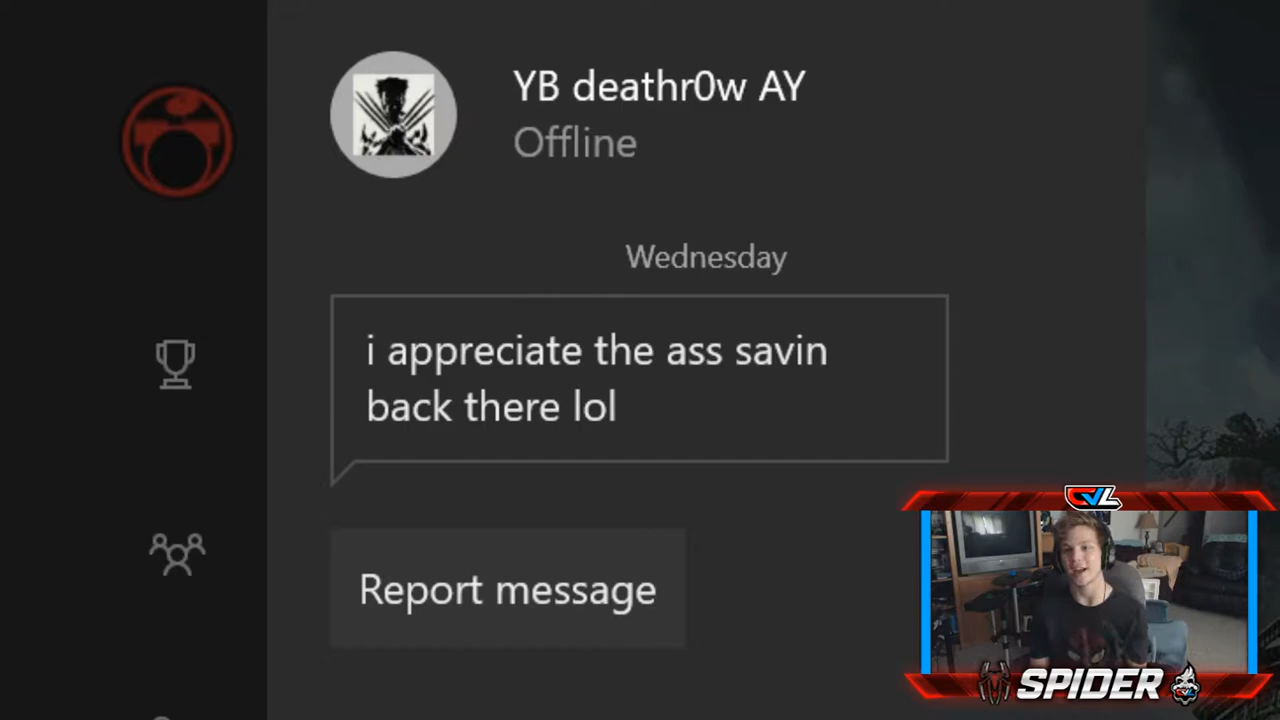 YB deathr0w AY
Offline
Wednesday
i appreciate the ass savin
back there lol
Report message
CVL
SPIDER